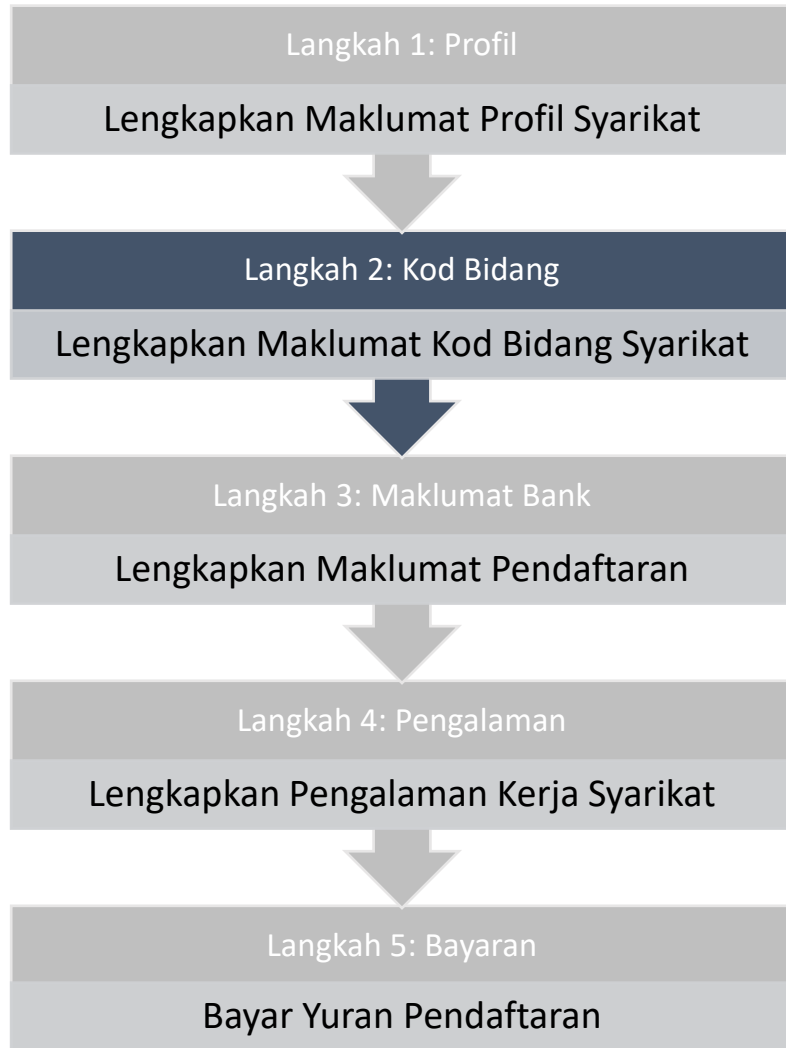 Langkah 1: Profil
Lengkapkan Maklumat Profil Syarikat
Langkah 2: Kod Bidang
Lengkapkan Maklumat Kod Bidang Syarikat
Langkah 3: Maklumat Bank
Lengkapkan Maklumat Pendaftaran
Langkah 4: Pengalaman
Lengkapkan Pengalaman Kerja Syarikat
Langkah 5: Bayaran
Bayar Yuran Pendaftaran